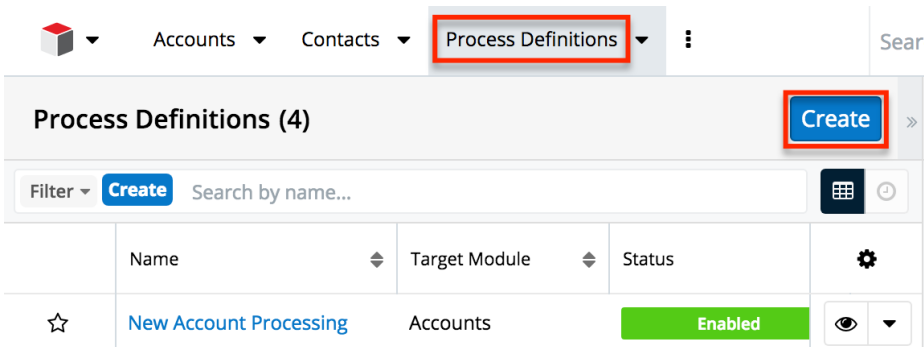 Accounts Contacts Process Definitions Sear
Process Definitions (4) Create »
Filter Create Search by name...
Name Target Module Status
New Account Processing Accounts Enabled